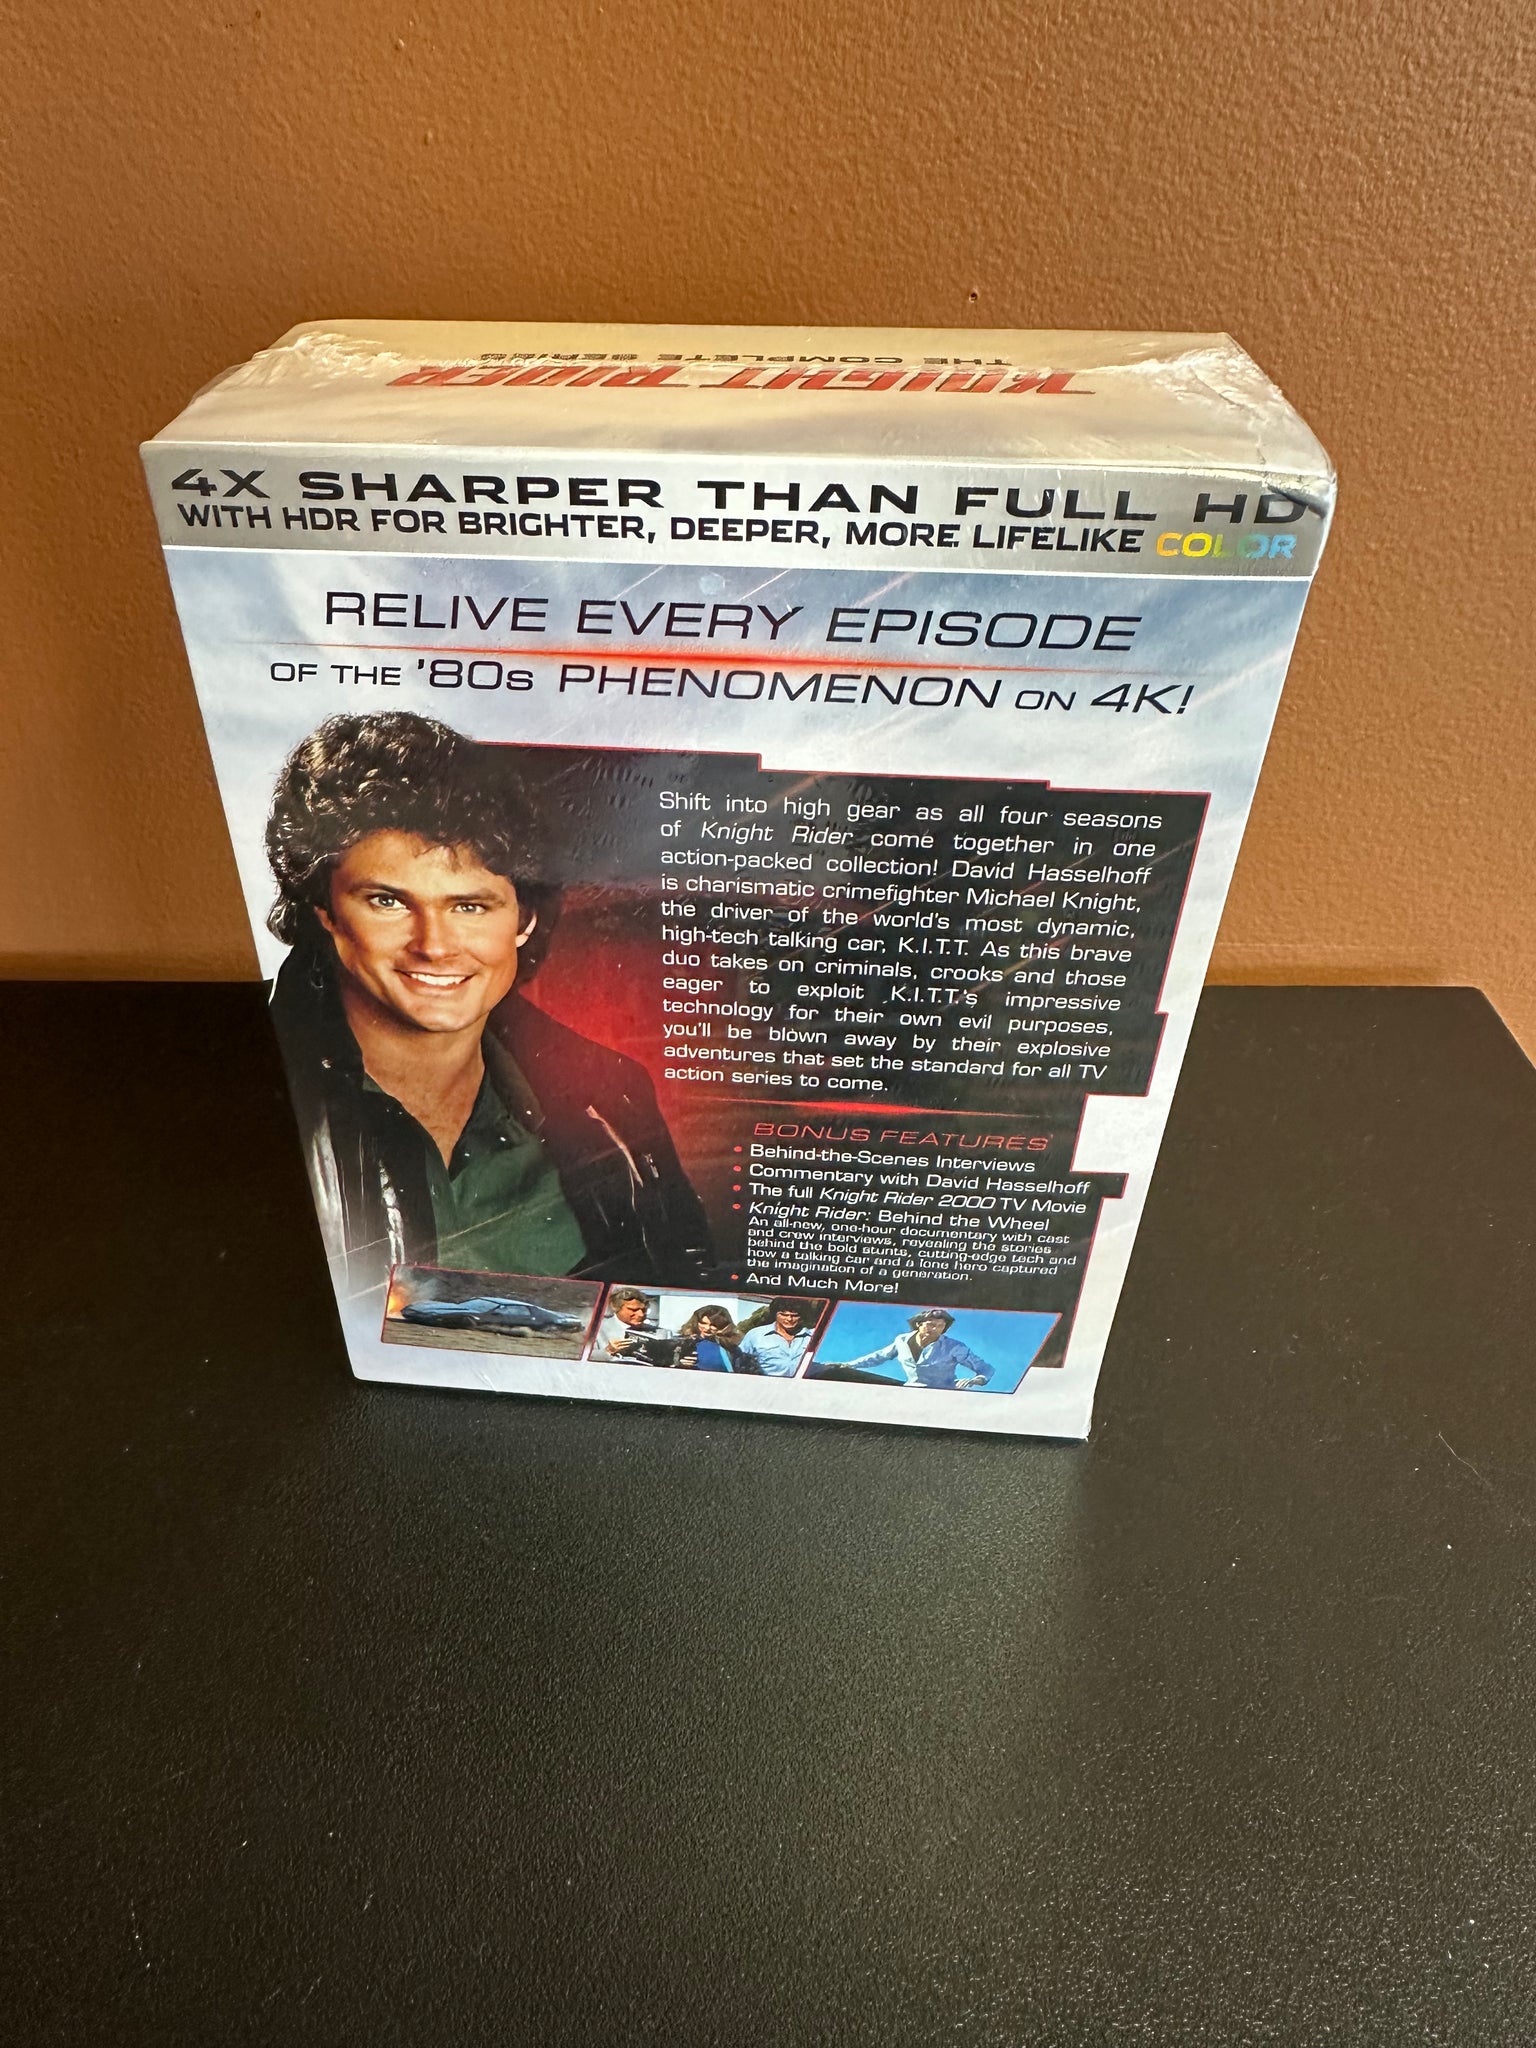 KNIGHT RIDER
THE COMPLETE SERIES
4X SHARPER THAN FULL HD
WITH HDR FOR BRIGHTER, DEEPER, MORE LIFELIKE COLOR
RELIVE EVERY EPISODE
OF THE '80s PHENOMENON ON 4K!
Shift into high gear as all four seasons
of Knight Rider come together in one
action-packed collection! David Hasselhoff
is charismatic crimefighter Michael Knight,
the driver of the world's most dynamic,
high-tech talking car, K.I.T.T. As this brave
duo takes on criminals, crooks and those
eager to exploit K.I.T.T.'s impressive
technology for their own evil purposes,
you'll be blown away by their explosive
adventures that set the standard for all TV
action series to come.
BONUS FEATURES
• Behind-the-Scenes Interviews
• Commentary with David Hasselhoff
• The full Knight Rider 2000 TV Movie
• Knight Rider: Behind the Wheel
An all-new, one-hour documentary with cast
and crew interviews, revealing the stories
behind the bold stunts, cutting-edge tech and
how a talking car and a lone hero captured
the imagination of a generation.
• And Much More!